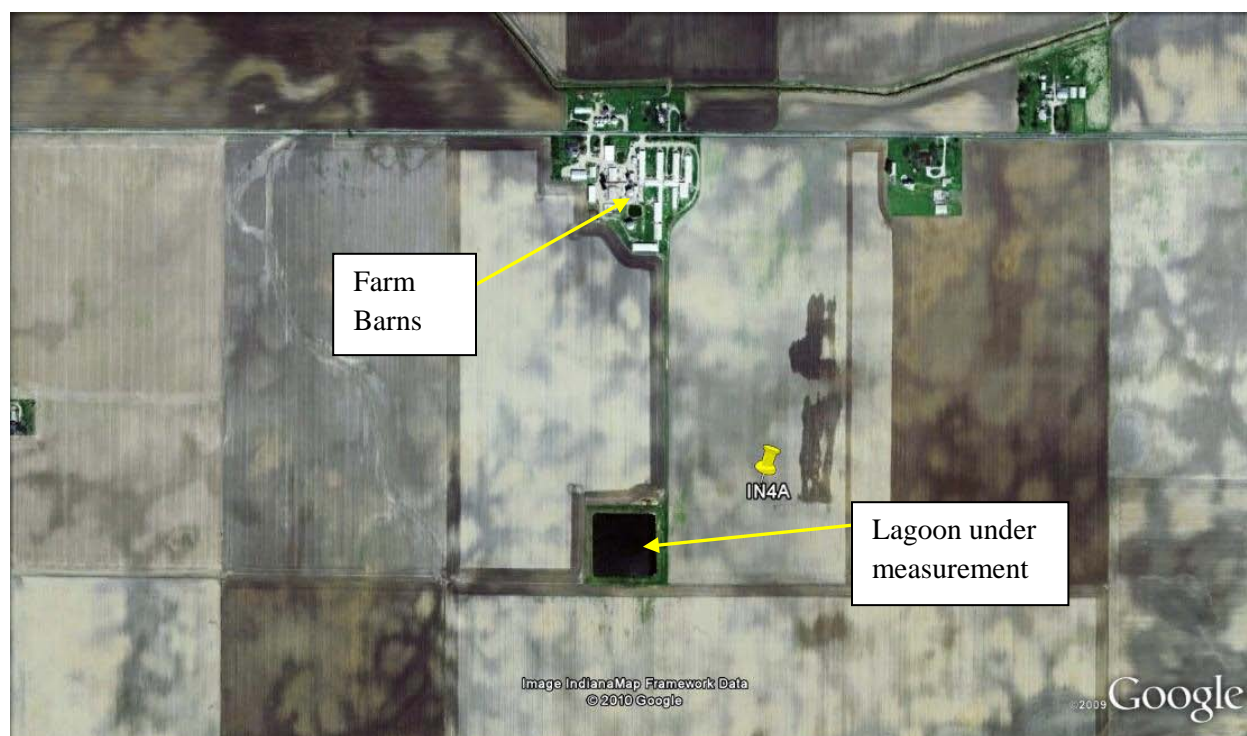 Farm
Barns
IN4A
Lagoon under
measurement
Image IndianaMap Framework Data
© 2010 Google
©2009 Google